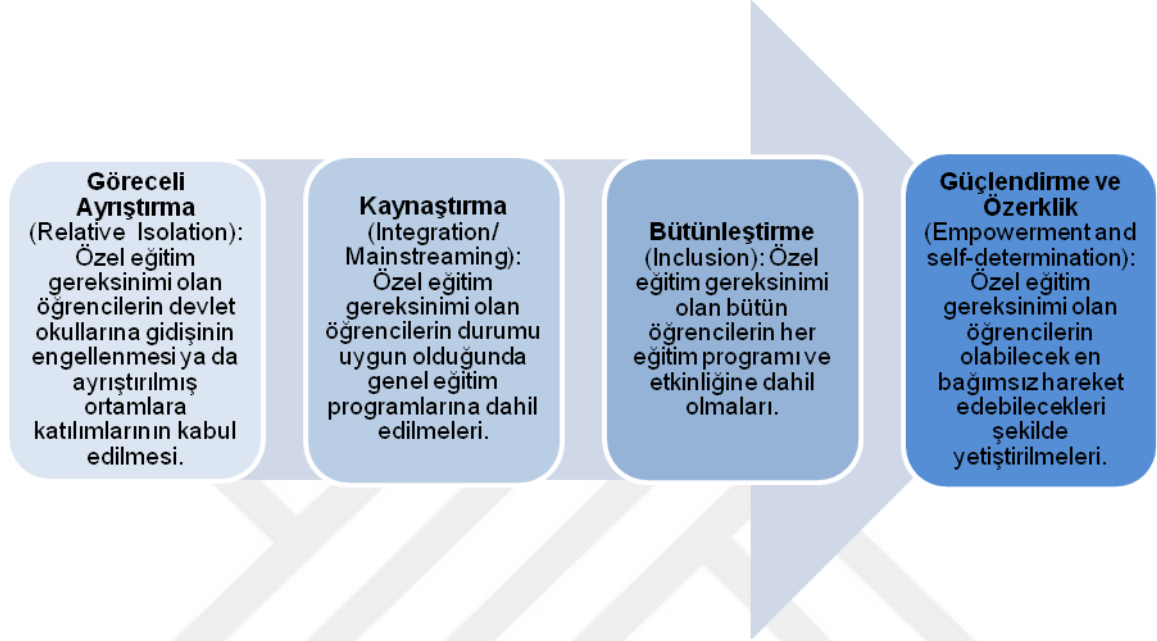 Göreceli
Ayrıştırma
(Relative Isolation):
Özel eğitim
gereksinimi olan
öğrencilerin devlet
okullarına gidişinin
engellenmesi ya da
ayrıştırılmış
ortamlara
katılımlarının kabul
edilmesi.
Kaynaştırma
(Integration/
Mainstreaming):
Özel eğitim
gereksinimi olan
öğrencilerin durumu
uygun olduğunda
genel eğitim
programlarına dahil
edilmeleri.
Bütünleştirme
(Inclusion): Özel
eğitim gereksinimi
olan bütün
öğrencilerin her
eğitim programı ve
etkinliğine dahil
olmaları.
Güçlendirme ve
Özerklik
(Empowerment and
self-determination):
Özel eğitim
gereksinimi olan
öğrencilerin
olabilecek en
bağımsız hareket
edebilecekleri
şekilde
yetiştirilmeleri.